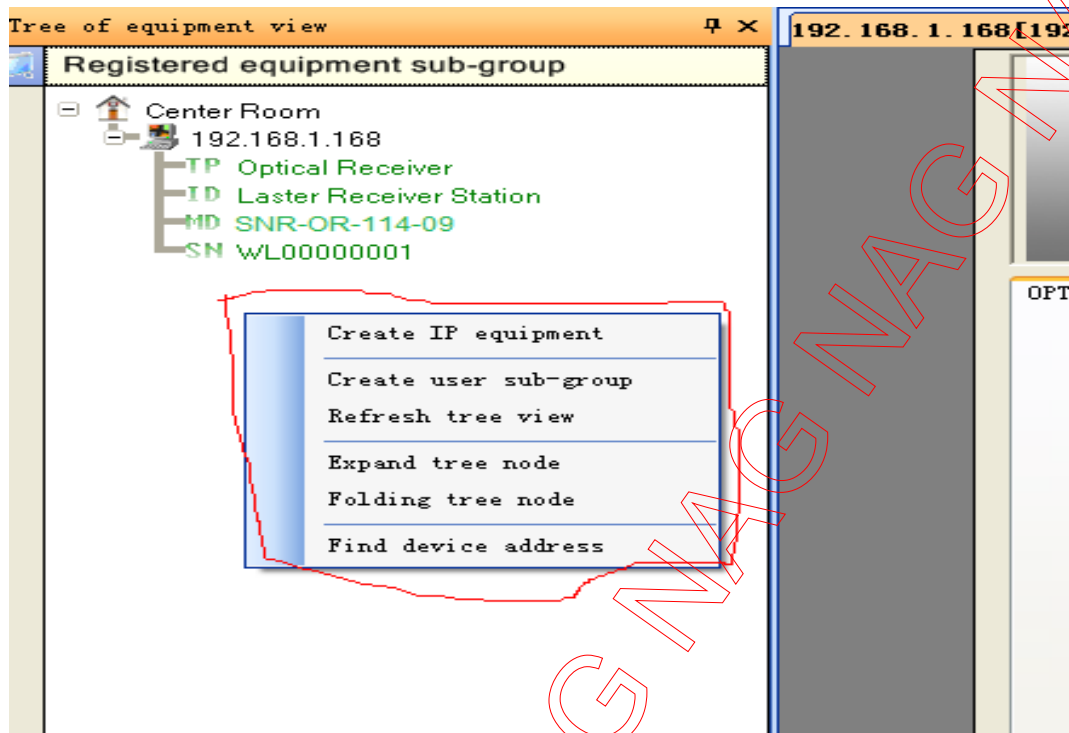 Tree of equipment view
192.168.1.168[192
Registered equipment sub-group
Center Room
192.168.1.168
TP Optical Receiver
ID Laster Receiver Station
MD SNR-OR-114-09
SN WL00000001
OPT
Create IP equipment
Create user sub-group
Refresh tree view
Expand tree node
Folding tree node
Find device address
NAG NAG
G NAG